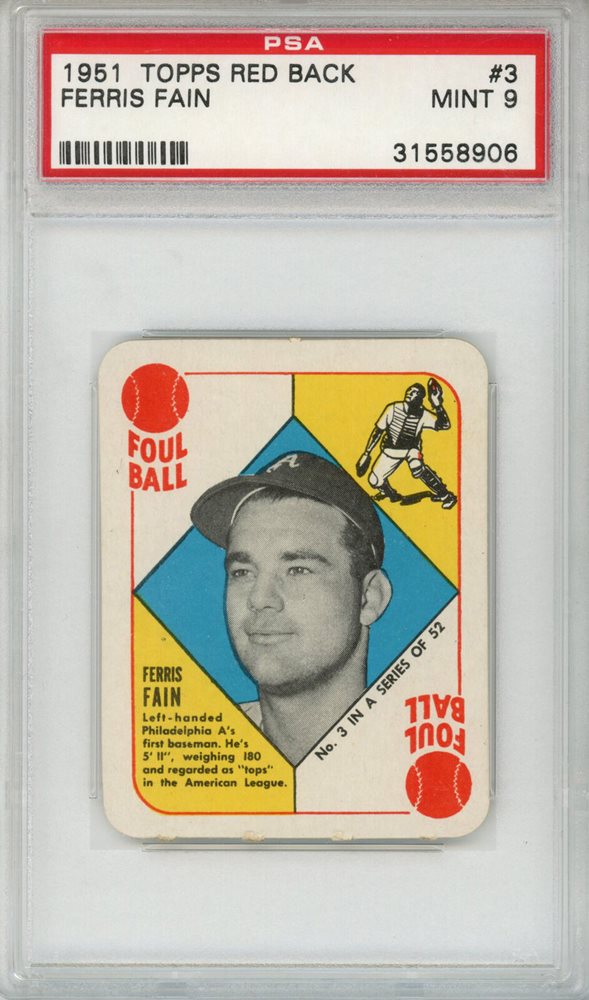 PSA
1951 TOPPS RED BACK #3
FERRIS FAIN MINT 9
31558906
FOUL
BALL
A
FERRIS
FAIN
Left-handed
Philadelphia A's
first baseman. He's
5' 11", weighing 180
and regarded as "tops"
in the American League.
No. 3 IN A SERIES OF 52
FOUL
BALL